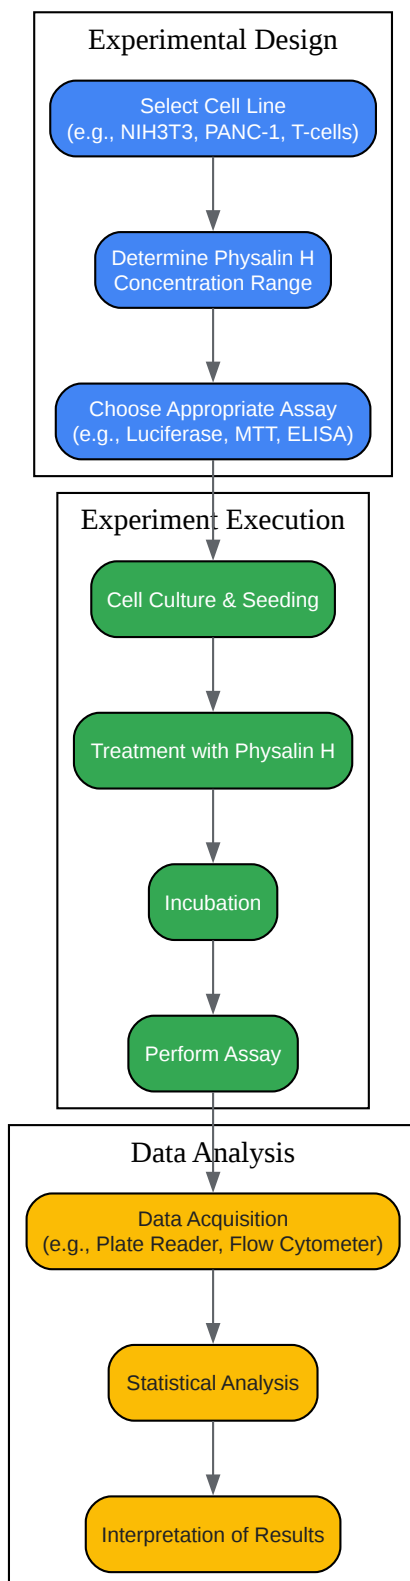 Experimental Design
Select Cell Line
(e.g., NIH3T3, PANC-1, T-cells)
Determine Physalin H
Concentration Range
Choose Appropriate Assay
(e.g., Luciferase, MTT, ELISA)
Experiment Execution
Cell Culture & Seeding
Treatment with Physalin H
Incubation
Perform Assay
Data Analysis
Data Acquisition
(e.g., Plate Reader, Flow Cytometer)
Statistical Analysis
Interpretation of Results